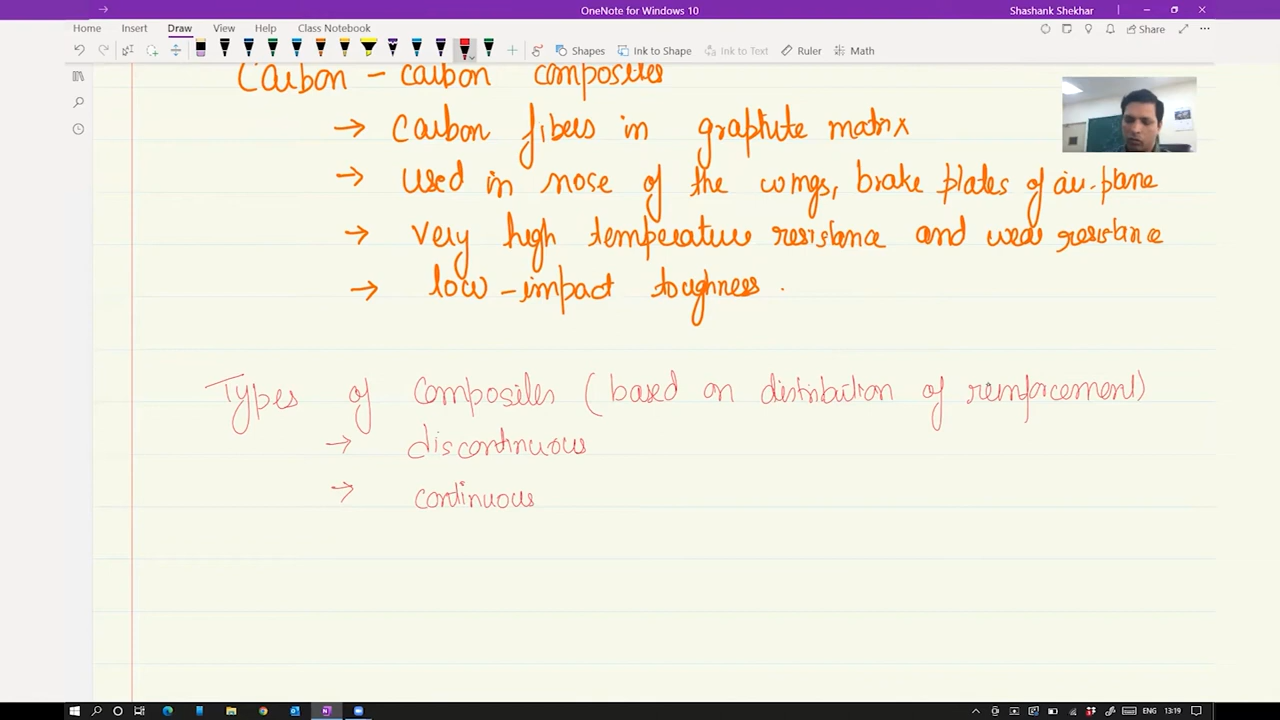 OneNote for Windows 10
Shashank Shekhar
Home Insert Draw View Help Class Notebook
Share
Shapes Ink to Shape Ink to Text Ruler Math
Carbon - carbon composites
→ Carbon fibers in graphite matrix
→ used in nose of the wings, brake plates of air-plane
→ very high temperature resistance and wear resistance
→ low-impact toughness.
Types of Composites (based on distribution of reinforcement)
→ discontinuous
→ continuous
ENG 13:19